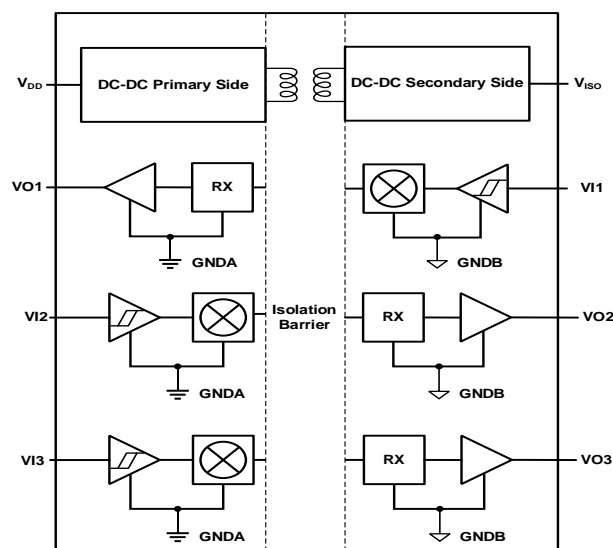 VDD
DC-DC Primary Side
DC-DC Secondary Side
VISO
VO1
RX
GNDA
VI1
GNDB
VI2
GNDA
Isolation
Barrier
RX
VO2
GNDB
VI3
GNDA
RX
VO3
GNDB